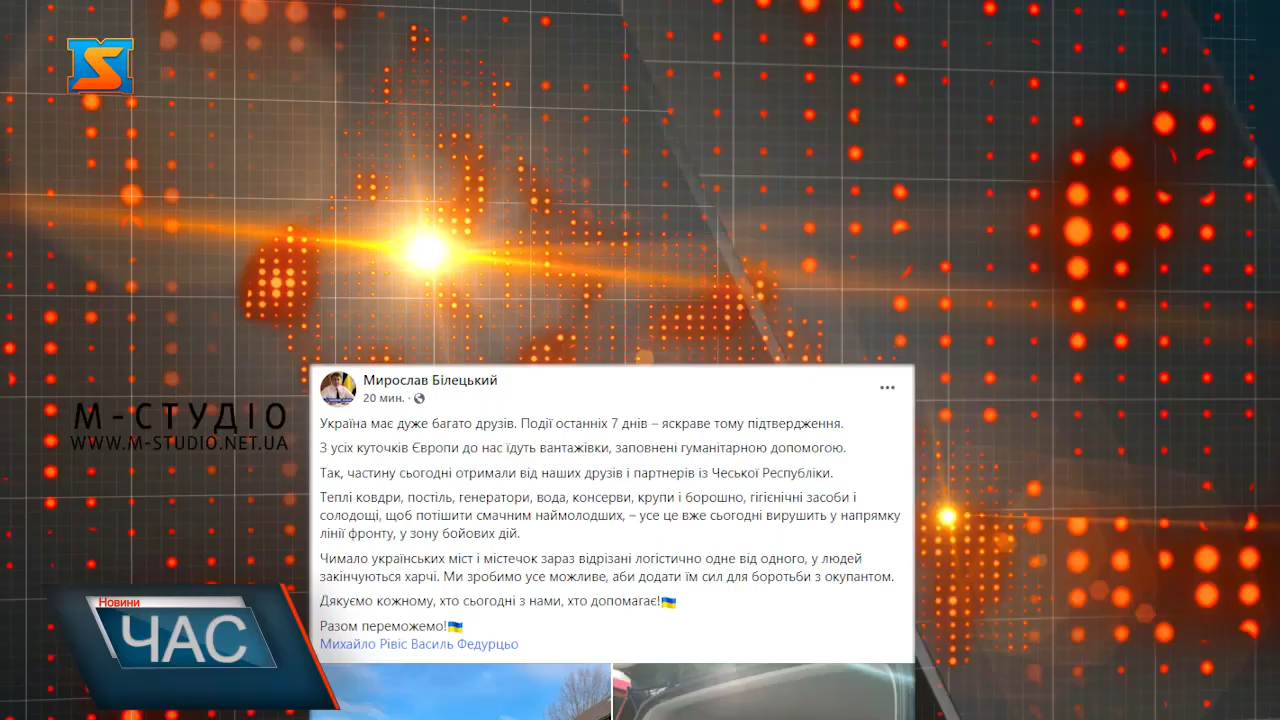 Мирослав Білецький
20 мин. ·
Україна має дуже багато друзів. Події останніх 7 днів – яскраве тому підтвердження.
З усіх куточків Європи до нас їдуть вантажівки, заповнені гуманітарною допомогою.
Так, частину сьогодні отримали від наших друзів і партнерів із Чеської Республіки.
Теплі ковдри, постіль, генератори, вода, консерви, крупи і борошно, гігієнічні засоби і
солодощі, щоб потішити смачним наймолодших, – усе це вже сьогодні вирушить у напрямку
лінії фронту, у зону бойових дій.
Чимало українських міст і містечок зараз відрізані логістично одне від одного, у людей
закінчуються харчі. Ми зробимо усе можливе, аби додати їм сил для боротьби з окупантом.
Дякуємо кожному, хто сьогодні з нами, хто допомагає!🇺🇦
Разом переможемо!🇺🇦
Михайло Рівіс Василь Федурцьо
М-СТУДІО
WWW.M-STUDIO.NET.UA
Новини
ЧАС